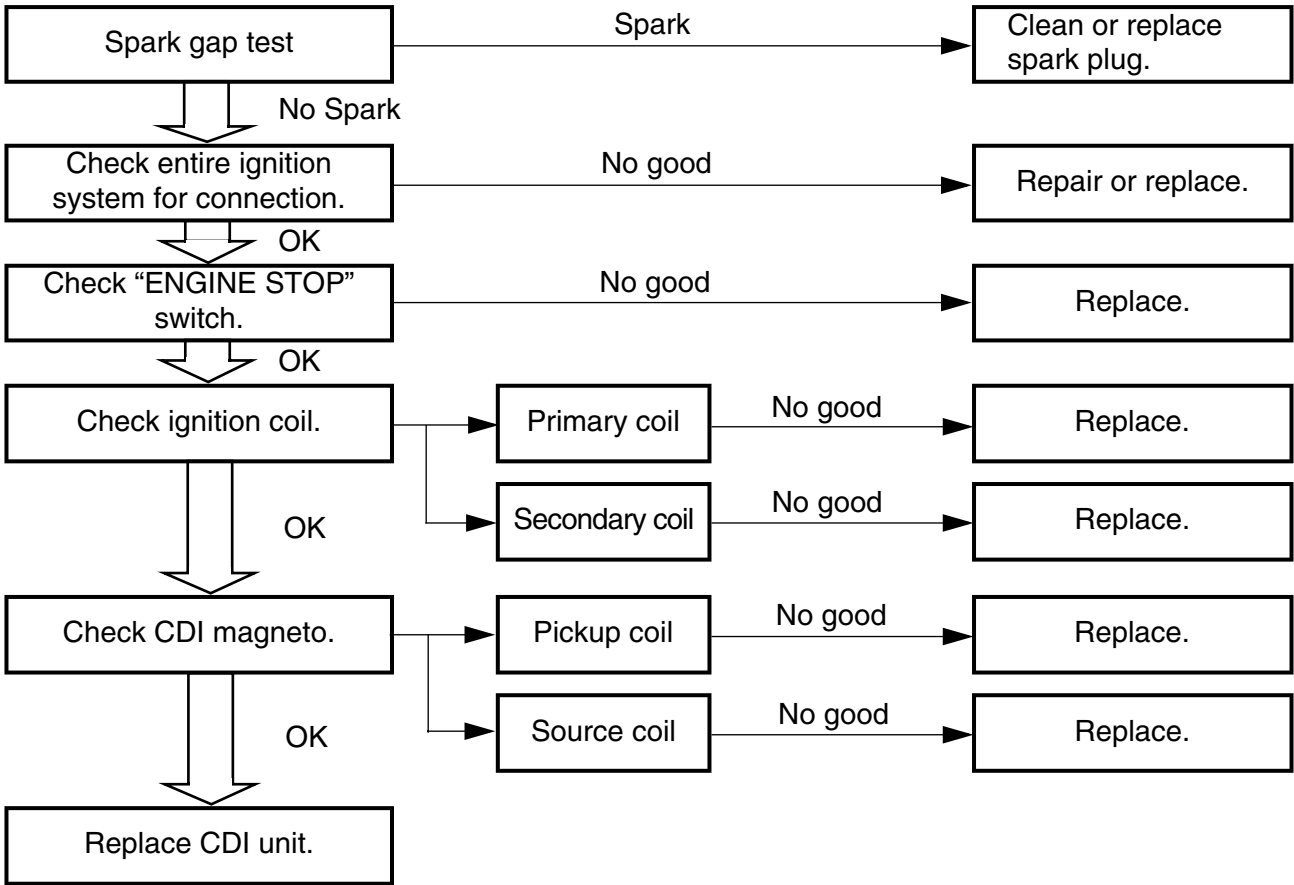 Spark gap test
Spark
Clean or replace
spark plug.
No Spark
Check entire ignition
system for connection.
No good
Repair or replace.
OK
Check “ENGINE STOP”
switch.
No good
Replace.
OK
Check ignition coil.
Primary coil
No good
Replace.
Secondary coil
No good
Replace.
OK
Check CDI magneto.
Pickup coil
No good
Replace.
Source coil
No good
Replace.
OK
Replace CDI unit.